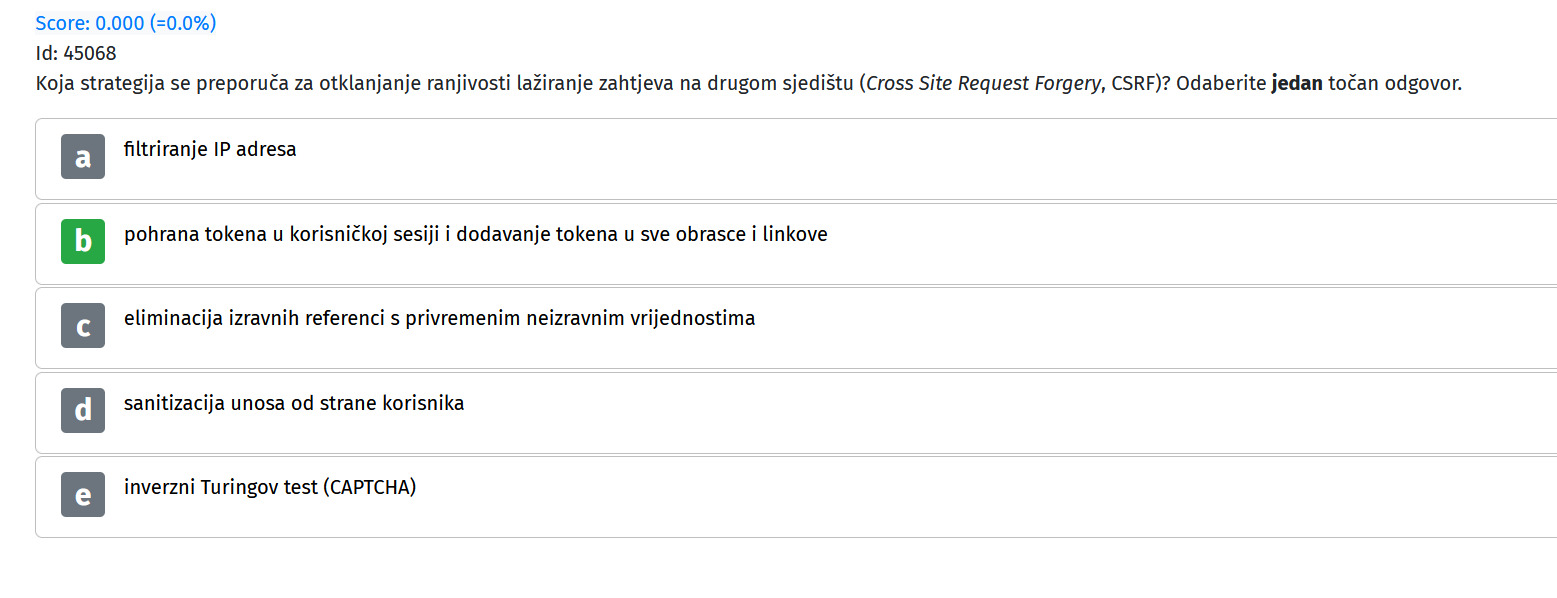 Score: 0.000 (=0.0%)
Id: 45068
Koja strategija se preporuča za otklanjanje ranjivosti lažiranje zahtjeva na drugom sjedištu (Cross Site Request Forgery, CSRF)? Odaberite jedan točan odgovor.
a filtriranje IP adresa
b pohrana tokena u korisničkoj sesiji i dodavanje tokena u sve obrasce i linkove
c eliminacija izravnih referenci s privremenim neizravnim vrijednostima
d sanitizacija unosa od strane korisnika
e inverzni Turingov test (CAPTCHA)